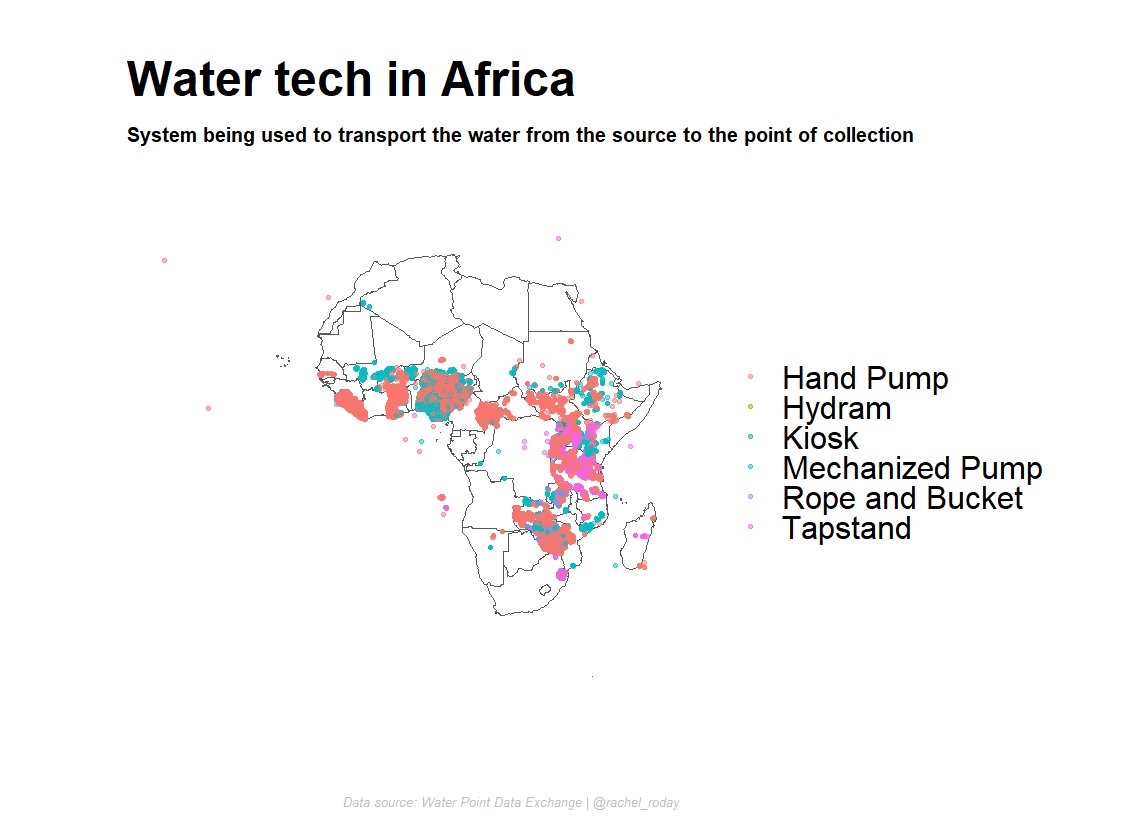 Water tech in Africa
System being used to transport the water from the source to the point of collection
Hand Pump
Hydram
Kiosk
Mechanized Pump
Rope and Bucket
Tapstand
Data source: Water Point Data Exchange | @rachel_roday